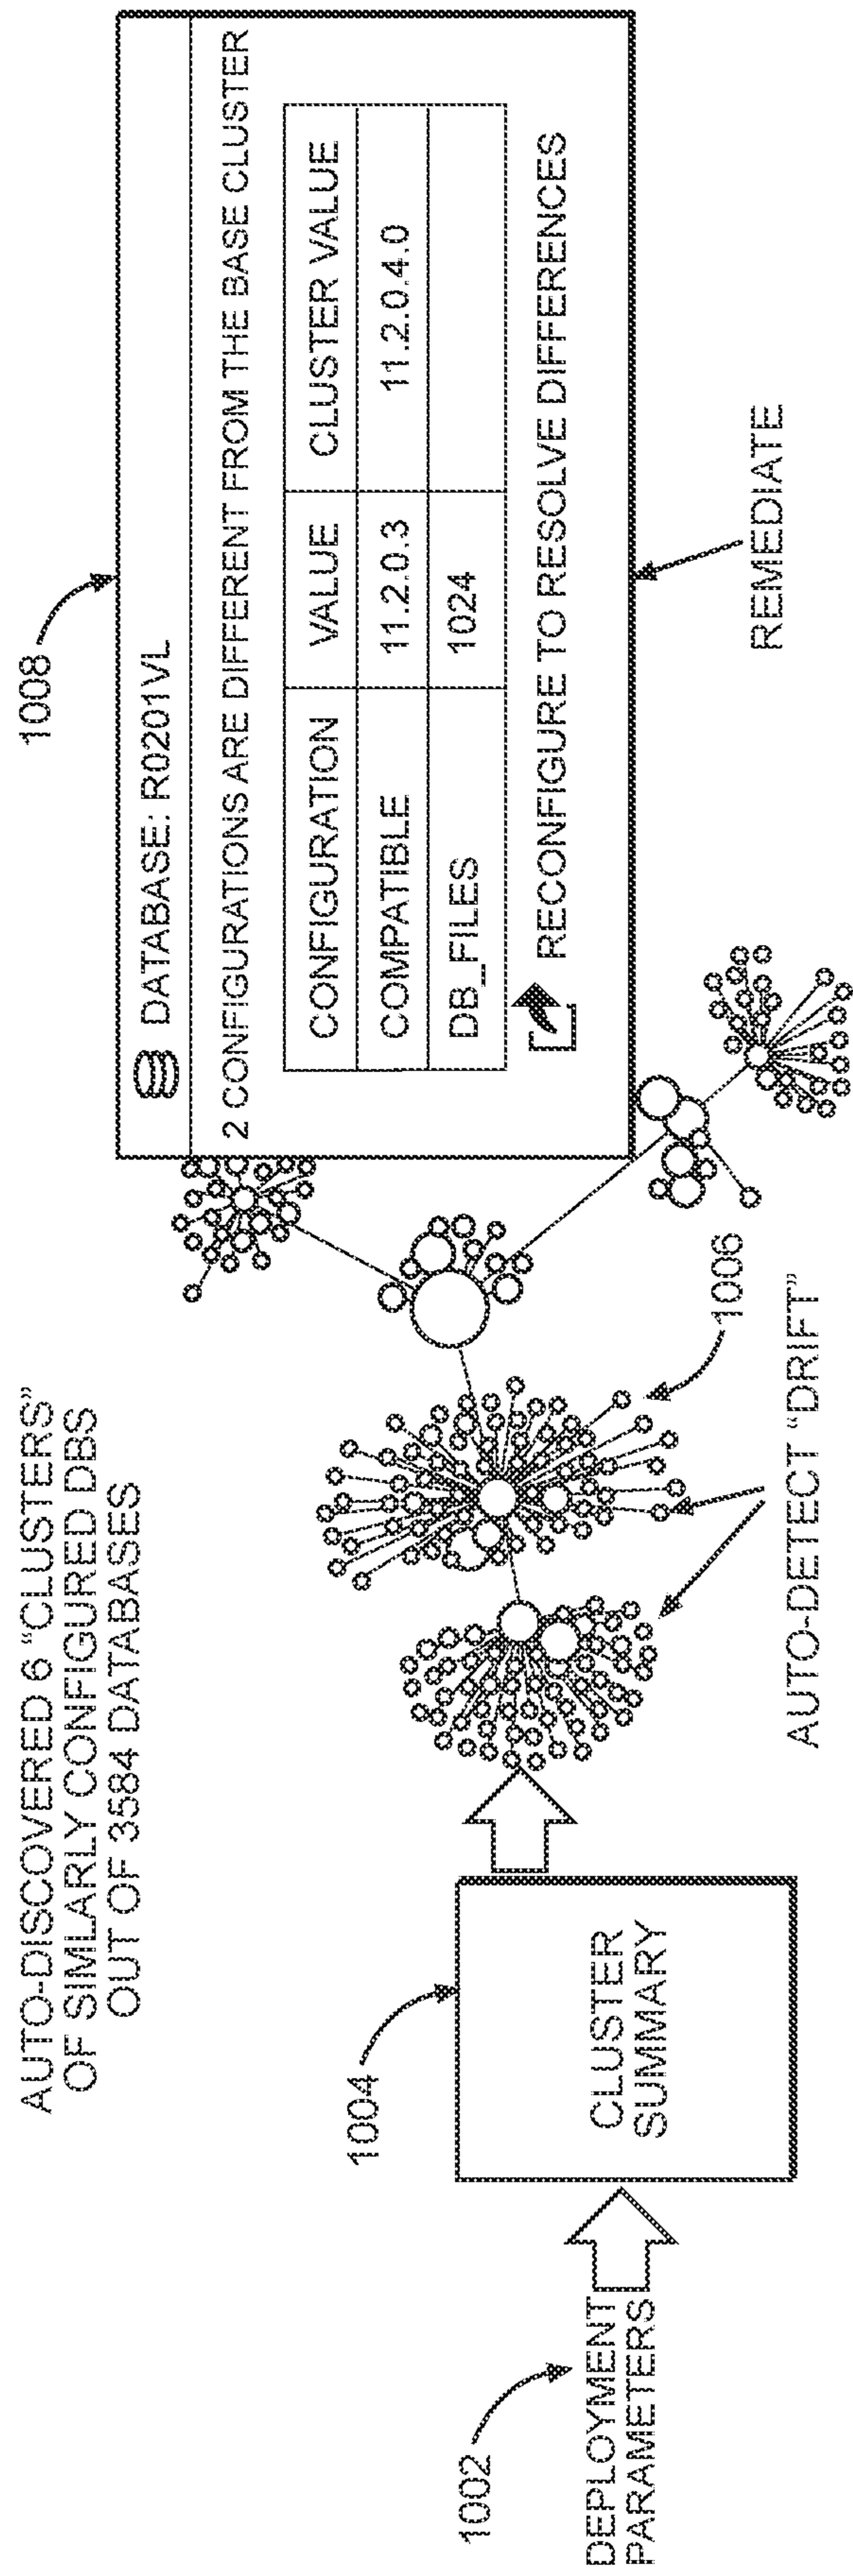 AUTO-DISCOVERED 6 “CLUSTERS”
OF SIMLARLY CONFIGURED DBS
OUT OF 3584 DATABASES
1002
DEPLOYMENT
PARAMETERS
1004
CLUSTER
SUMMARY
AUTO-DETECT “DRIFT”
1006
1008
DATABASE: R0201VL
2 CONFIGURATIONS ARE DIFFERENT FROM THE BASE CLUSTER
CONFIGURATION VALUE CLUSTER VALUE
COMPATIBLE 11.2.0.3 11.2.0.4.0
DB_FILES 1024
RECONFIGURE TO RESOLVE DIFFERENCES
REMEDIATE